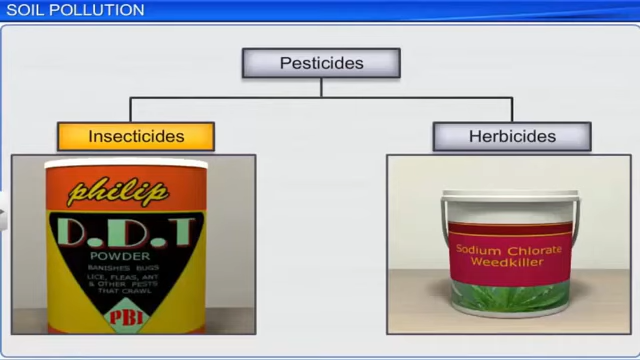 SOIL POLLUTION
Pesticides
Insecticides
Herbicides
philip
D.D.T
POWDER
BANISHES BUGS
LICE, FLEAS, ANT
& OTHER PESTS
THAT CRAWL
PBI
Sodium Chlorate
Weedkiller